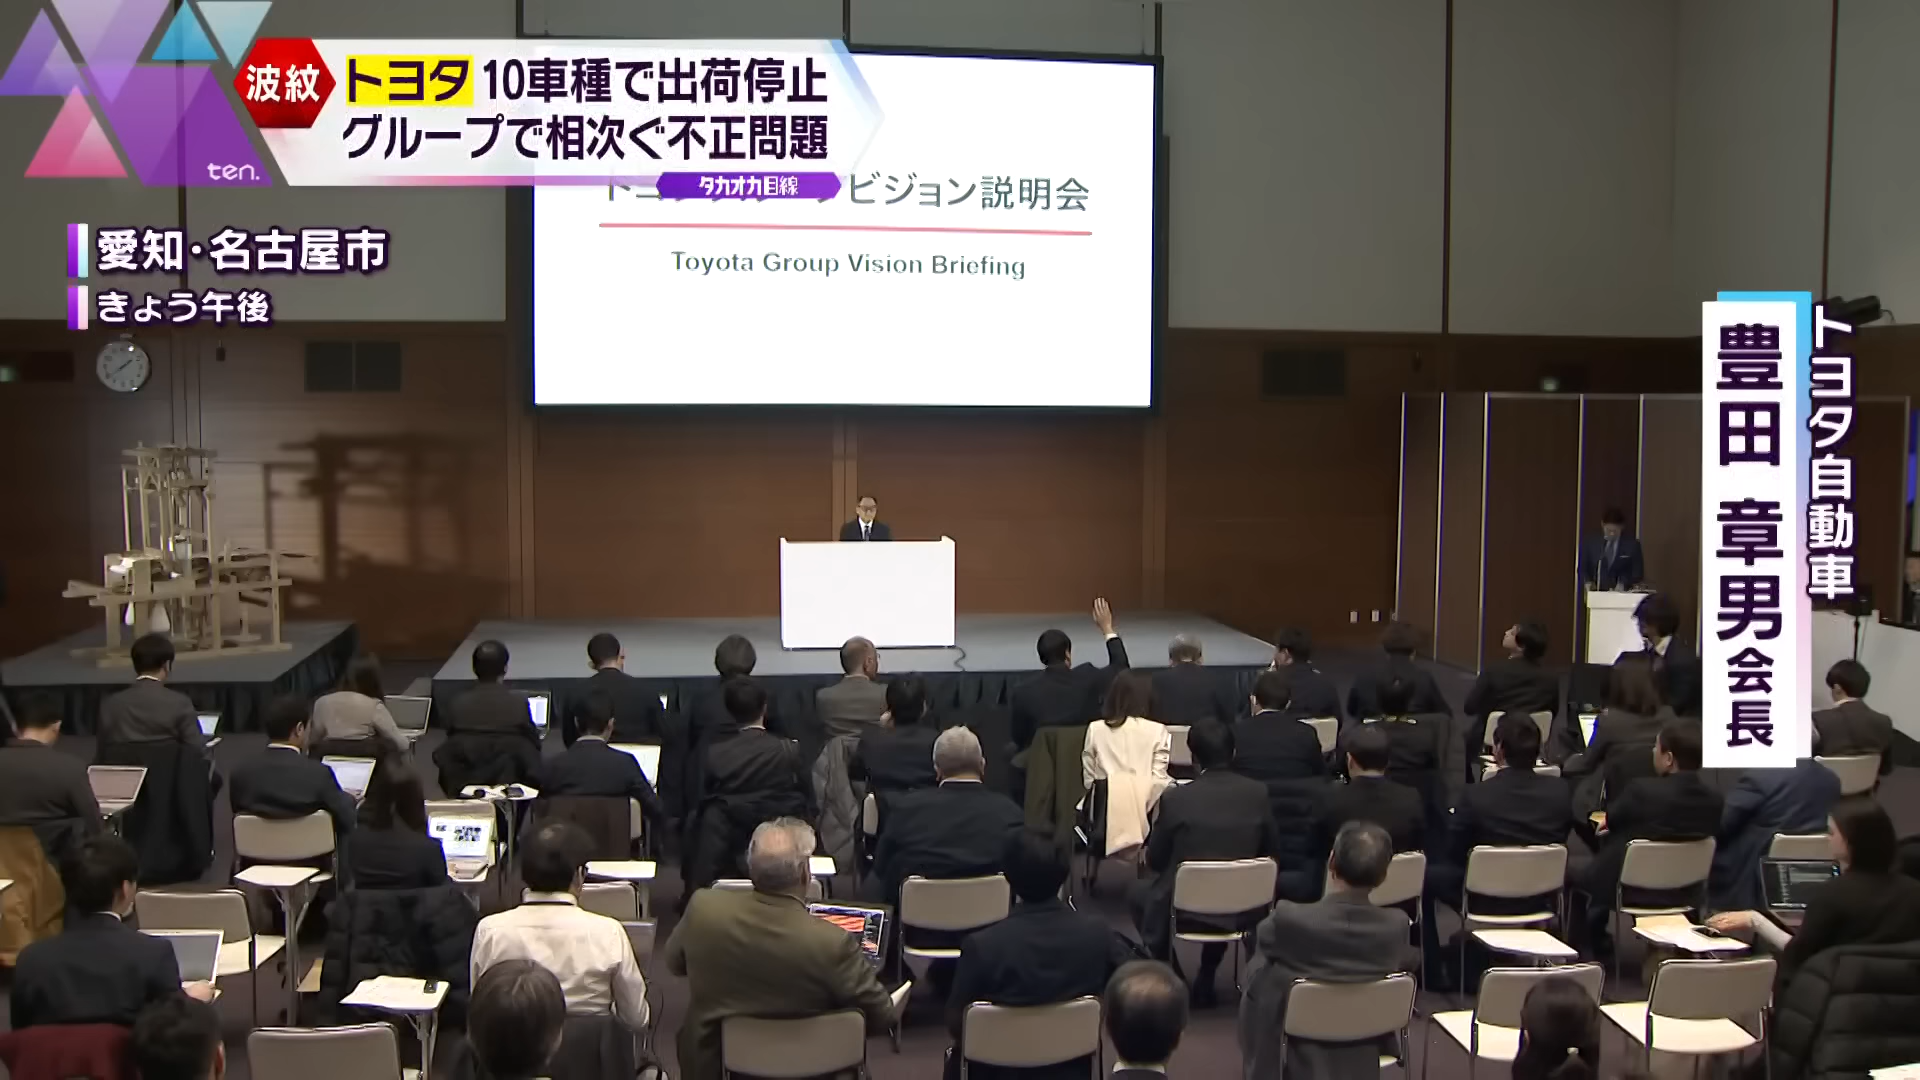 波紋
トヨタ 10車種で出荷停止
グループで相次ぐ不正問題
ten.
タカオカ目線
ビジョン説明会
Toyota Group Vision Briefing
愛知・名古屋市
きょう午後
トヨタ自動車
豊田 章男会長